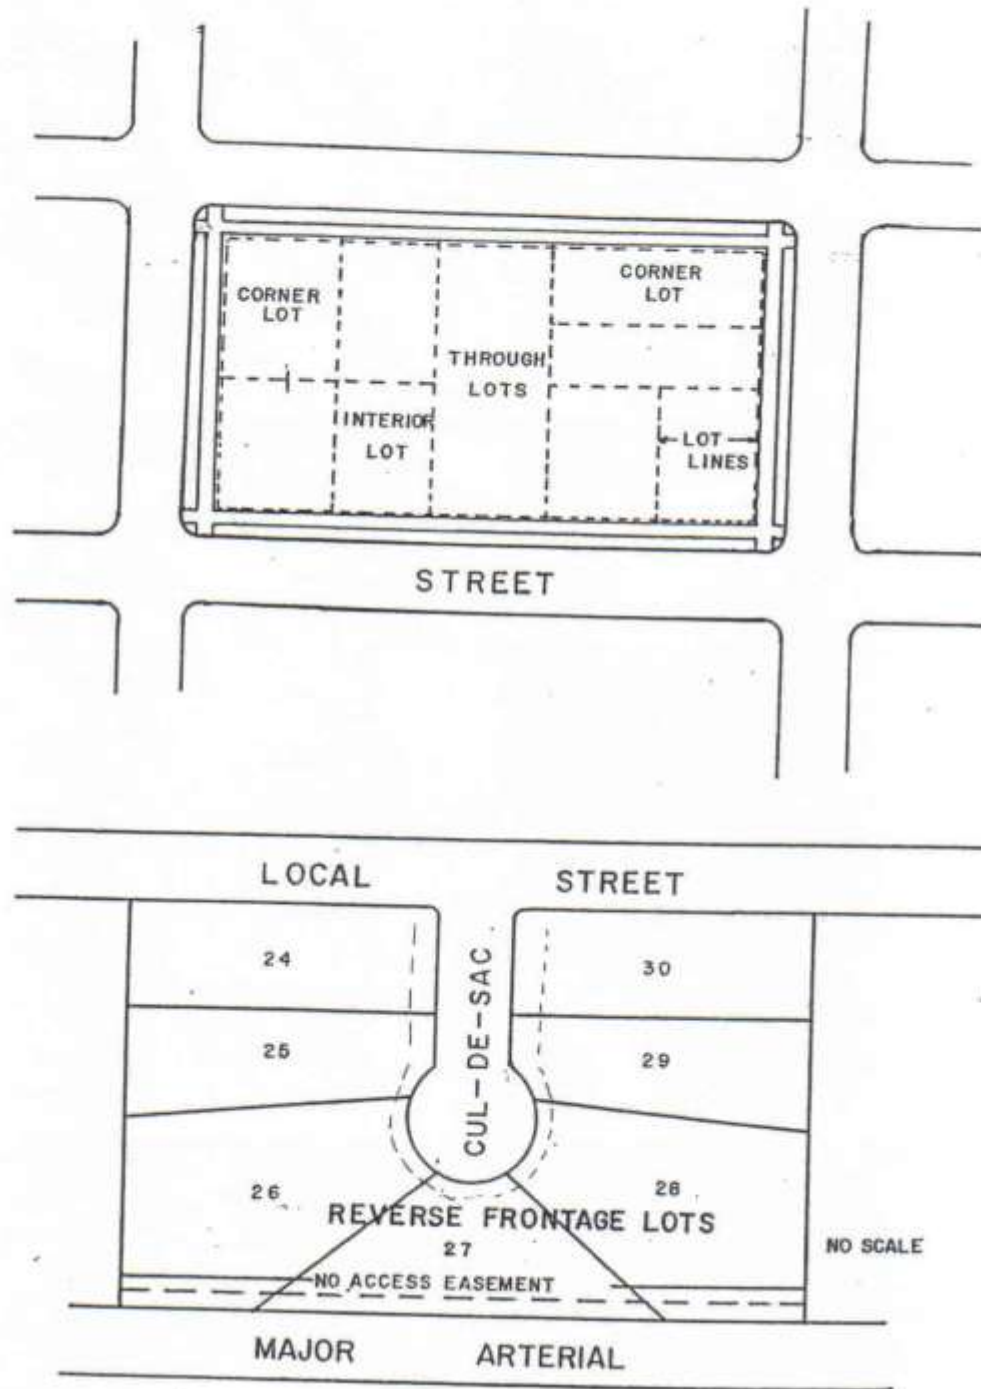 CORNER
LOT
CORNER
LOT
THROUGH
LOTS
INTERIOR
LOT
LOT
LINES
STREET
LOCAL STREET
CUL-DE-SAC
24
30
25
29
26
28
REVERSE FRONTAGE LOTS
27
NO SCALE
NO ACCESS EASEMENT
MAJOR ARTERIAL